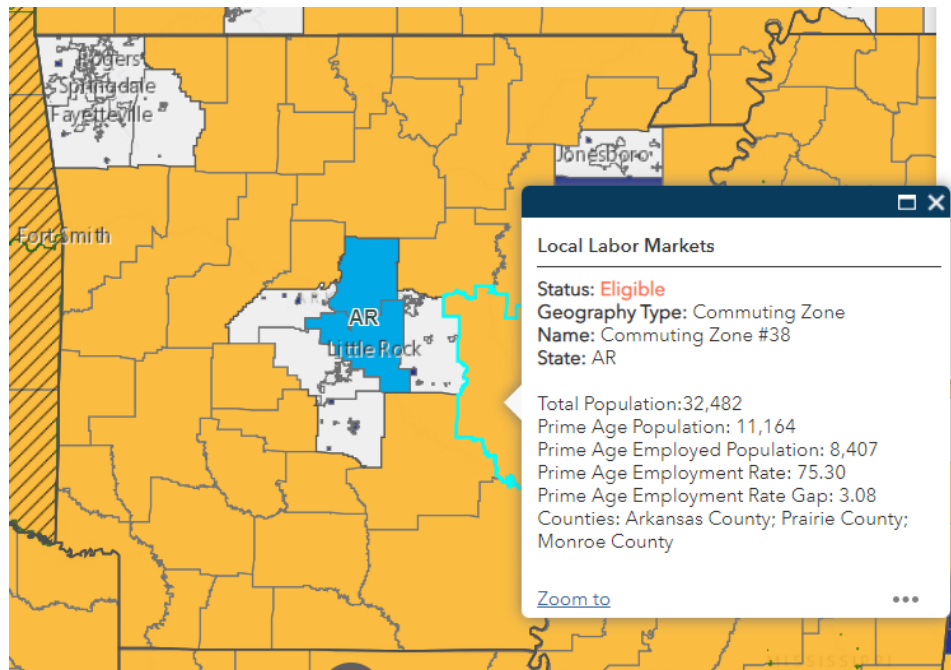 Rogers
Springdale
Fayetteville
Jonesboro
Fort Smith
AR
Little Rock
Local Labor Markets
Status: Eligible
Geography Type: Commuting Zone
Name: Commuting Zone #38
State: AR
Total Population:32,482
Prime Age Population: 11,164
Prime Age Employed Population: 8,407
Prime Age Employment Rate: 75.30
Prime Age Employment Rate Gap: 3.08
Counties: Arkansas County; Prairie County;
Monroe County
Zoom to
MISSISSIPPI